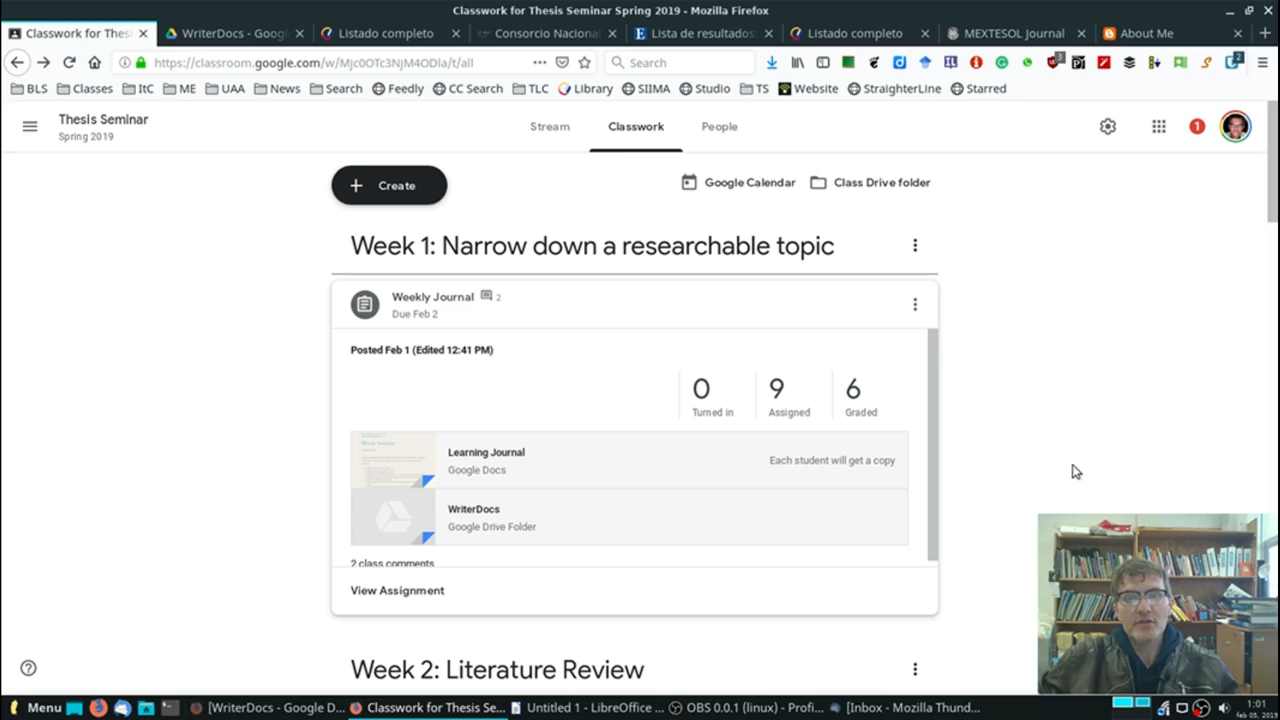 Classwork for Thesis Seminar Spring 2019 - Mozilla Firefox
Classwork for Thesi
WriterDocs - Googl
Listado completo
Consorcio Nacional
Lista de resultados:
Listado completo
MEXTESOL Journal
About Me
https://classroom.google.com/w/MjQ0OTc3NjM4ODla/t/all
Search
BLS
Classes
ItC
ME
UAA
News
Search
Feedly
CC Search
TLC
Library
SIIMA
Studio
TS
Website
StraighterLine
Starred
Thesis Seminar
Spring 2019
Stream
Classwork
People
1
Create
Google Calendar
Class Drive folder
Week 1: Narrow down a researchable topic
Weekly Journal 2
Due Feb 2
Posted Feb 1 (Edited 12:41 PM)
0 9 6
Turned in Assigned Graded
Learning Journal
Google Docs
Each student will get a copy
WriterDocs
Google Drive Folder
2 class comments
View Assignment
Week 2: Literature Review
Menu
[WriterDocs - Google D...
Classwork for Thesis Se...
Untitled 1 - LibreOffice ...
OBS 0.0.1 (linux) - Profi...
[Inbox - Mozilla Thund...
1:01
feb 05, 2019